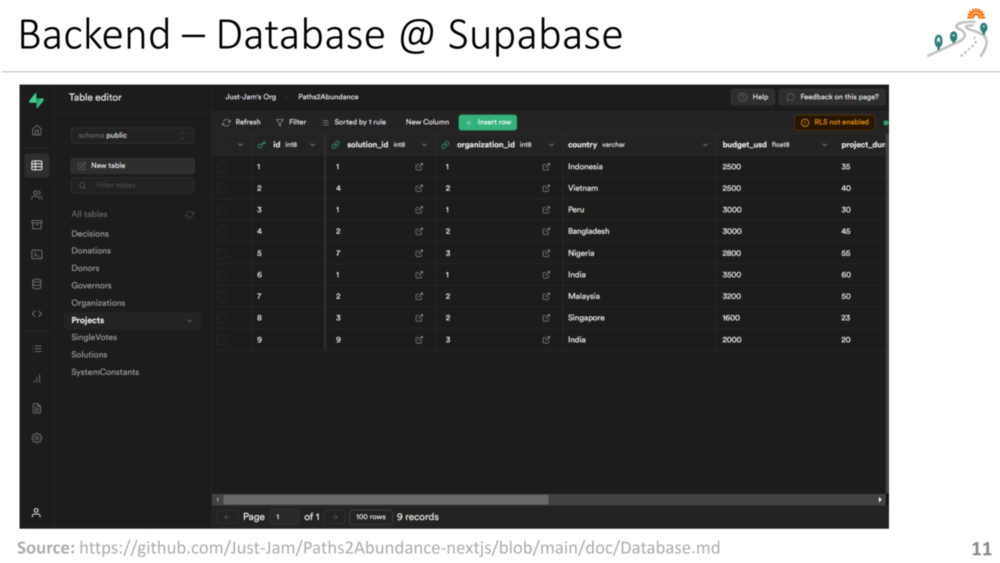 Backend – Database @ Supabase
Table editor
Just-Jam's Org / Paths2Abundance
Help
Feedback on this page?
schema public
New table
Filter tables
All tables
Decisions
Donations
Donors
Governors
Organizations
Projects
SingleVotes
Solutions
SystemConstants
Refresh Filter Sorted by 1 rule New Column + Insert row RLS not enabled
id int8 solution_id int8 organization_id int8 country varchar budget_usd float8 project_dur
1 1 1 Indonesia 2500 35
2 4 2 Vietnam 2500 40
3 1 1 Peru 3000 30
4 2 2 Bangladesh 3000 45
5 7 3 Nigeria 2800 55
6 1 1 India 3500 60
7 2 2 Malaysia 3200 50
8 3 2 Singapore 1600 23
9 9 3 India 2000 20
Page 1 of 1 100 rows 9 records
Source: https://github.com/Just-Jam/Paths2Abundance-nextjs/blob/main/doc/Database.md
11